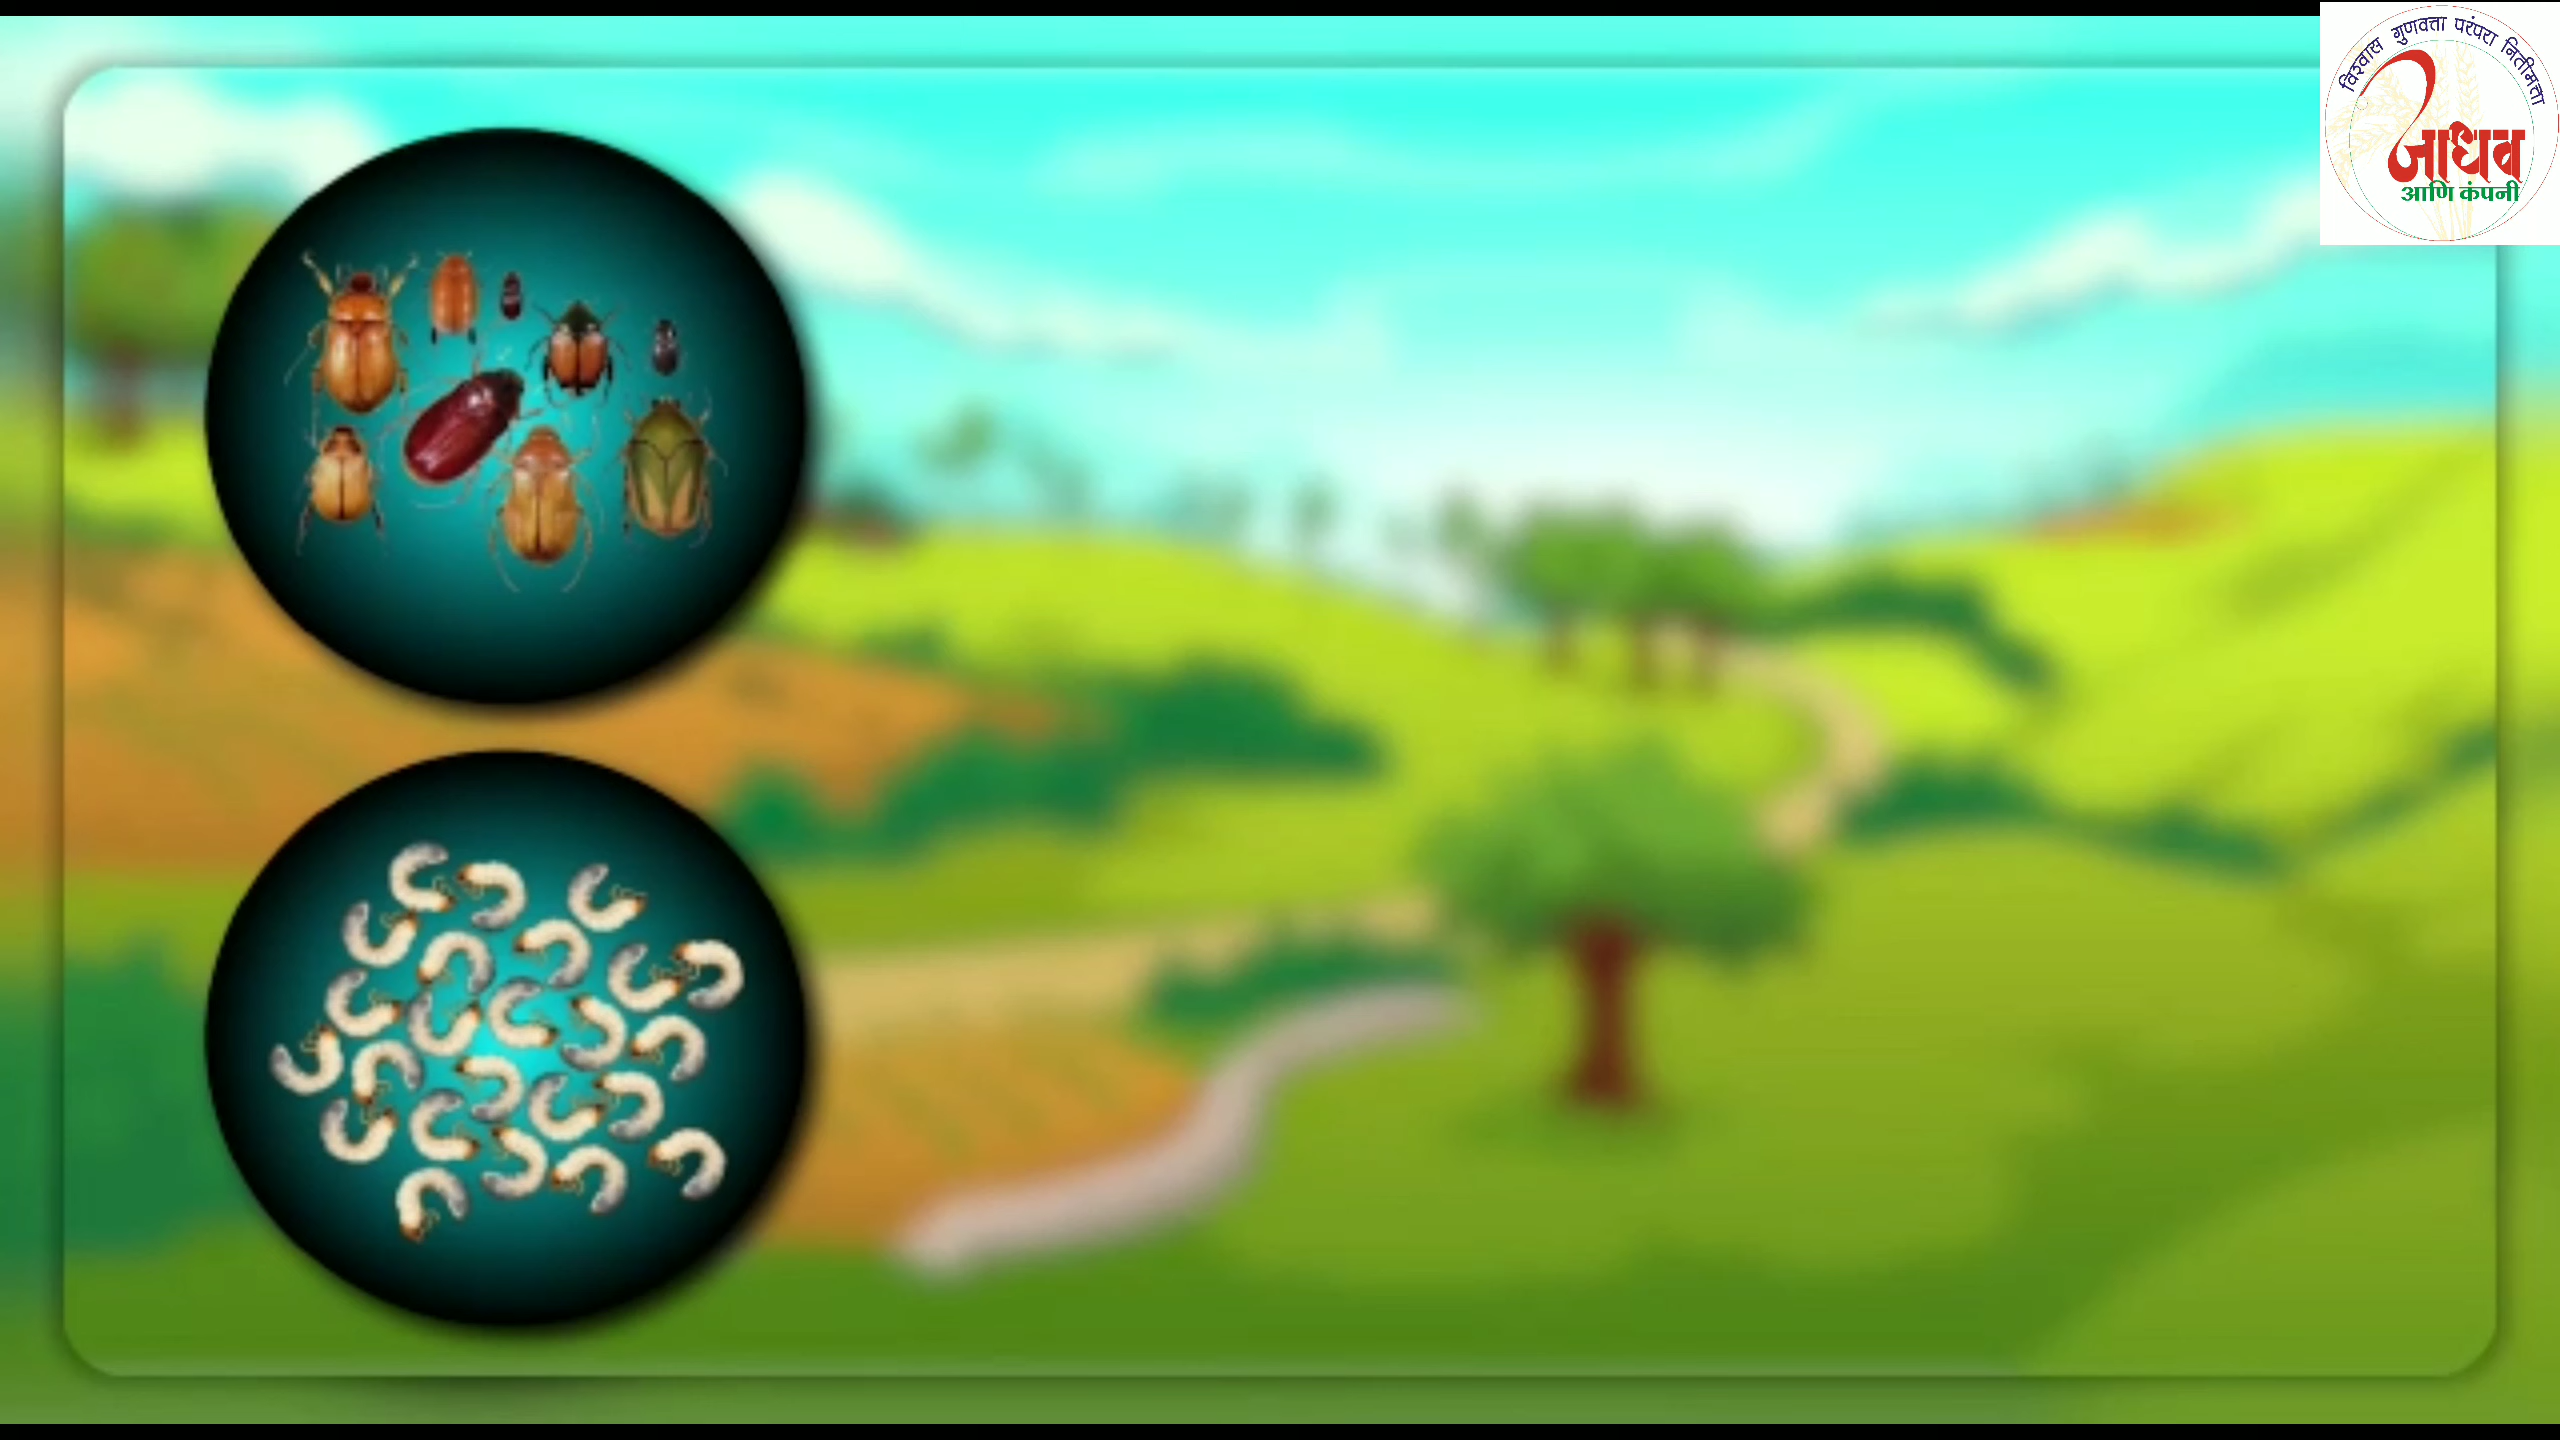 विश्वास गुणवत्ता परंपरा नितीमत्ता
जाधव
आणि कंपनी